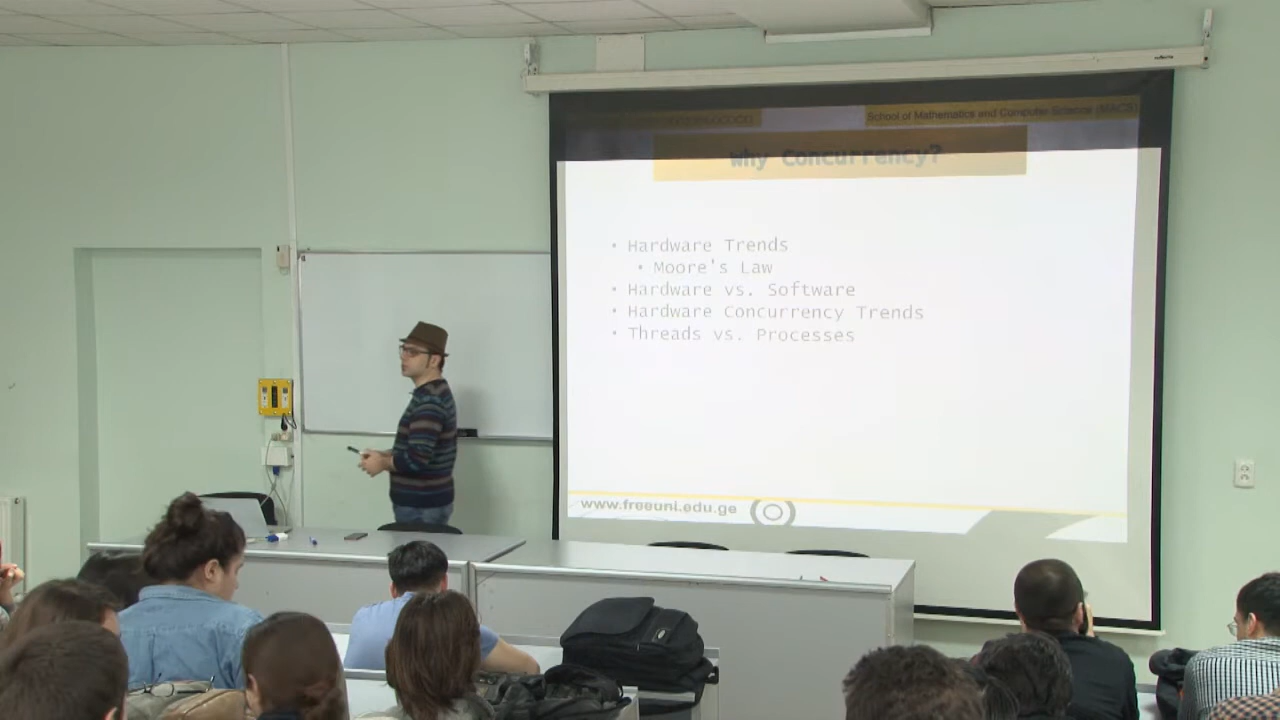 School of Mathematics and Computer Science (MACS)
Why Concurrency?
• Hardware Trends
• Moore's Law
• Hardware vs. Software
• Hardware Concurrency Trends
• Threads vs. Processes
www.freeuni.edu.ge